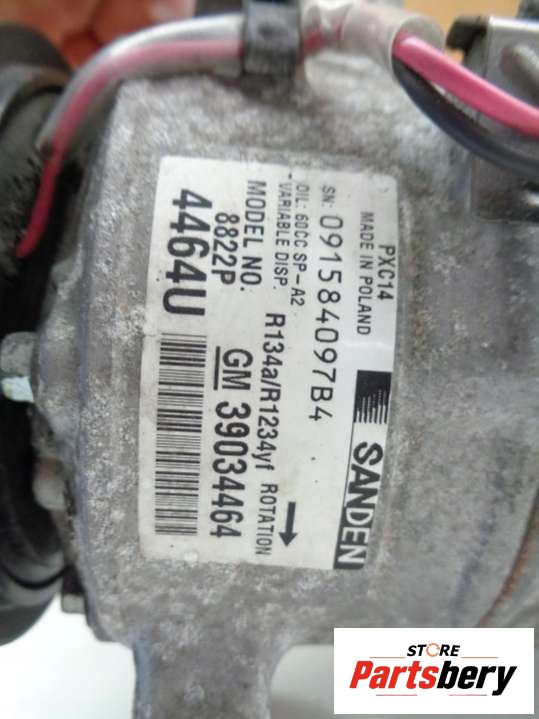 PXC14
MADE IN POLAND
SANDEN
SN: 091584097B4
OIL: 60CC SP-A2
-VARIABLE DISP. R134a/R1234yf ROTATION
MODEL NO.
8822P
GM 39034464
4464U
STORE
Partsbery